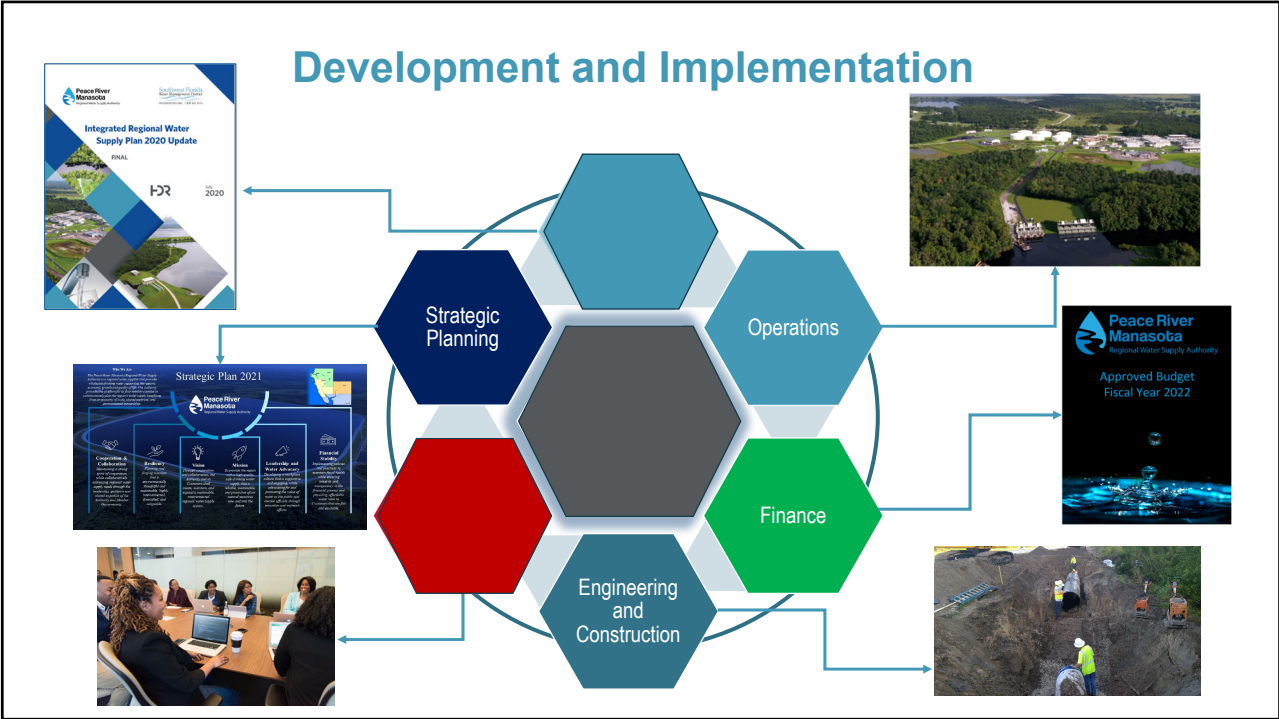 Development and Implementation
Peace River
Manasota
Regional Water Supply Authority
Southwest Florida
Water Management District
Integrated Regional Water
Supply Plan 2020 Update
FINAL
HDR
July
2020
Strategic
Planning
Operations
Finance
Engineering
and
Construction
Who We Are
Strategic Plan 2021
Peace River
Manasota
Regional Water Supply Authority
Cooperation &
Collaboration
Resiliency
Vision
Mission
Leadership and
Water Advocacy
Financial
Stability
Peace River
Manasota
Regional Water Supply Authority
Approved Budget
Fiscal Year 2022